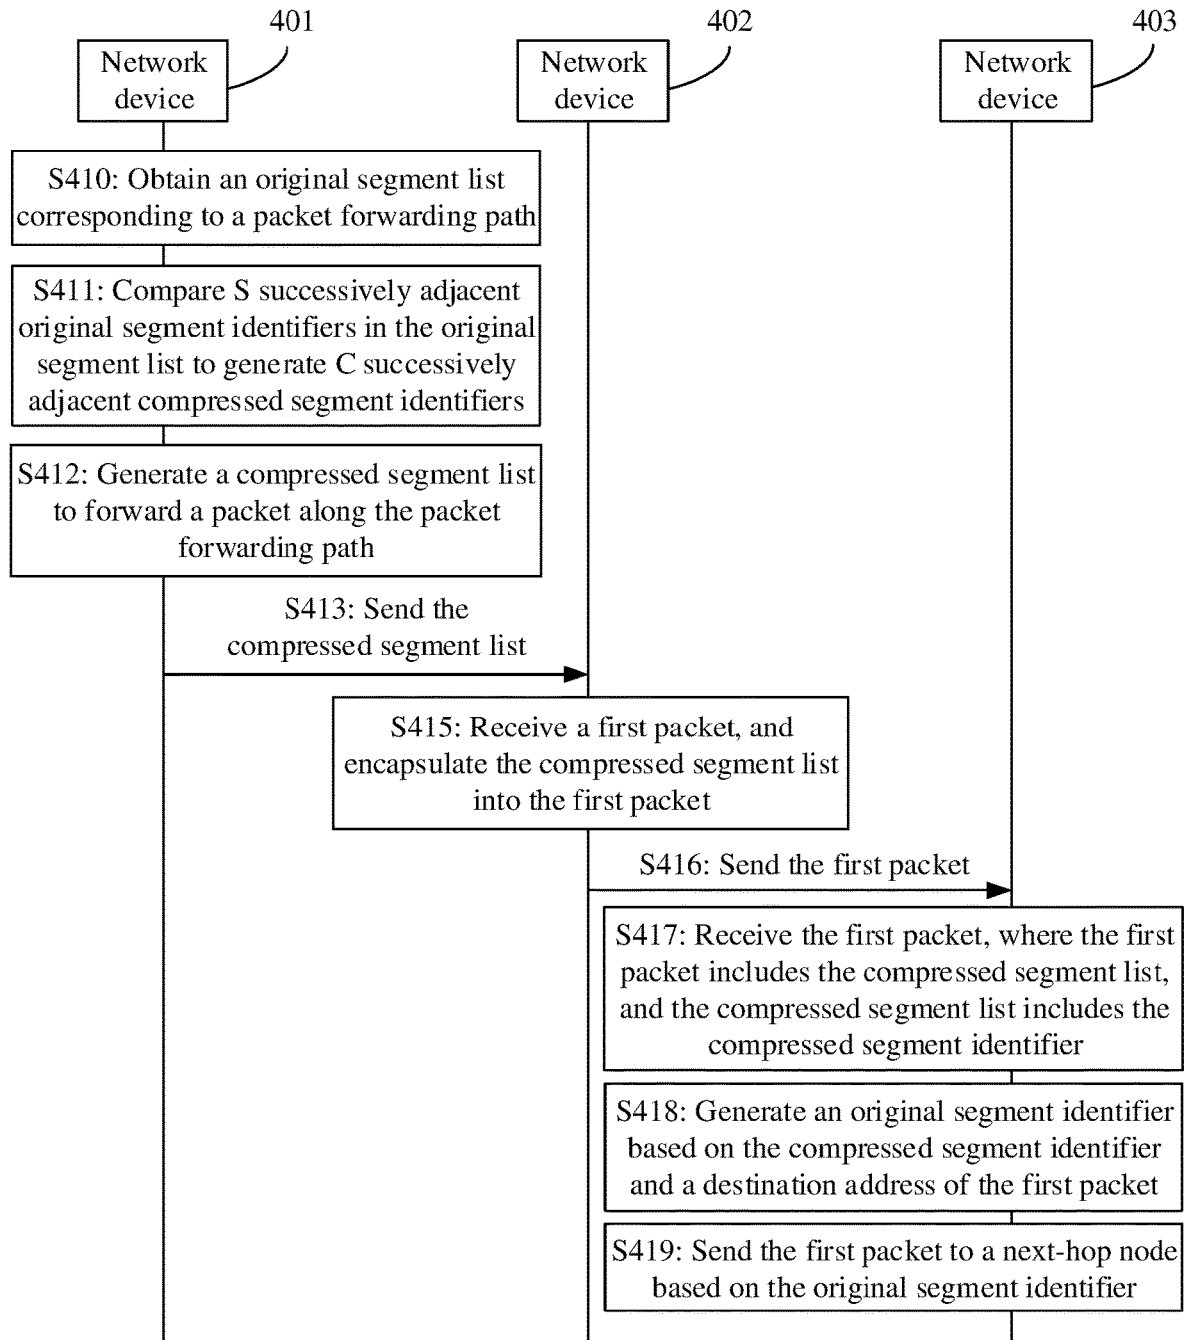 401
402
403
Network
device
Network
device
Network
device
S410: Obtain an original segment list
corresponding to a packet forwarding path
S411: Compare S successively adjacent
original segment identifiers in the original
segment list to generate C successively
adjacent compressed segment identifiers
S412: Generate a compressed segment list
to forward a packet along the packet
forwarding path
S413: Send the
compressed segment list
S415: Receive a first packet, and
encapsulate the compressed segment list
into the first packet
S416: Send the first packet
S417: Receive the first packet, where the first
packet includes the compressed segment list,
and the compressed segment list includes the
compressed segment identifier
S418: Generate an original segment identifier
based on the compressed segment identifier
and a destination address of the first packet
S419: Send the first packet to a next-hop node
based on the original segment identifier